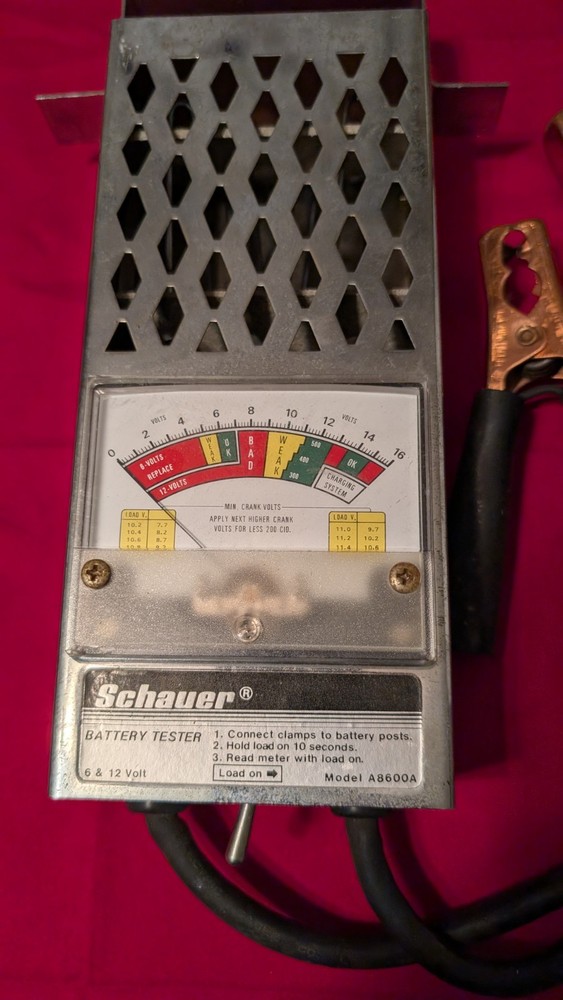 0 2 VOLTS 4 6 8 10 12 VOLTS 14 16
6-VOLTS
REPLACE
WEAK
OK
BAD
WEAK
500
400
300
OK
12-VOLTS
CHARGING
SYSTEM
MIN. CRANK VOLTS
APPLY NEXT HIGHER CRANK
VOLTS FOR LESS 200 CID.
LOAD V.
10.2 7.7
10.4 8.2
10.6 8.7
LOAD V.
11.0 9.7
11.2 10.2
11.4 10.6
Schauer®
BATTERY TESTER
1. Connect clamps to battery posts.
2. Hold load on 10 seconds.
3. Read meter with load on.
6 & 12 Volt
Load on ➡
Model A8600A